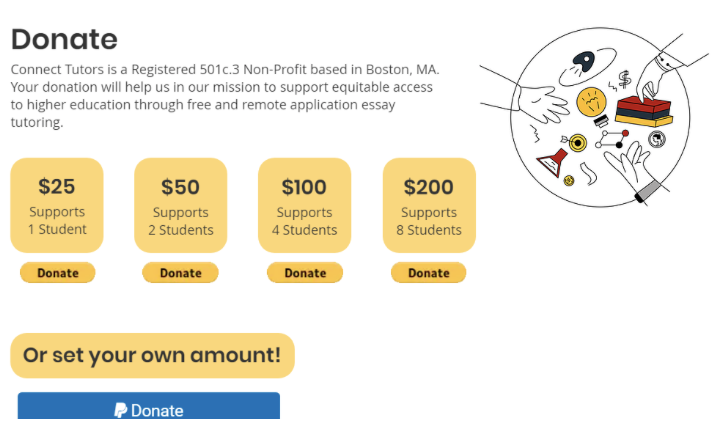 Donate
Connect Tutors is a Registered 501c.3 Non-Profit based in Boston, MA.
Your donation will help us in our mission to support equitable access
to higher education through free and remote application essay
tutoring.
$25
Supports
1 Student
Donate
$50
Supports
2 Students
Donate
$100
Supports
4 Students
Donate
$200
Supports
8 Students
Donate
Or set your own amount!
Donate